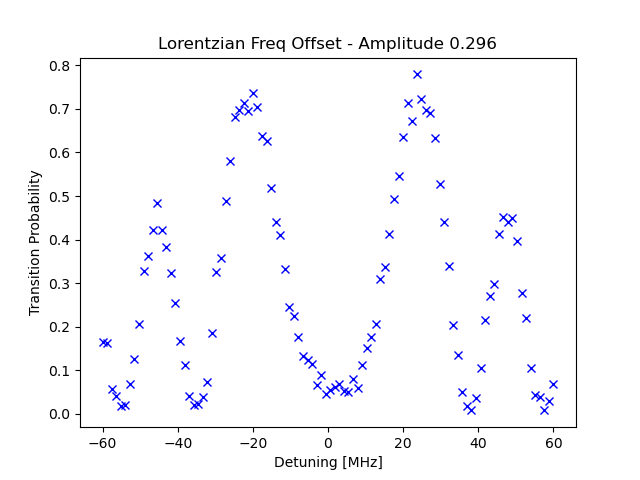 Lorentzian Freq Offset - Amplitude 0.296
Transition Probability
0.8
0.7
0.6
0.5
0.4
0.3
0.2
0.1
0.0
−60 −40 −20 0 20 40 60
Detuning [MHz]